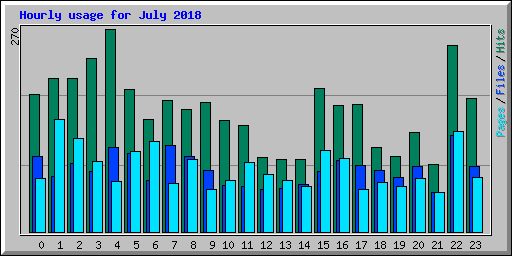 Hourly usage for July 2018
270
Pages/Files/Hits
0 1 2 3 4 5 6 7 8 9 10 11 12 13 14 15 16 17 18 19 20 21 22 23